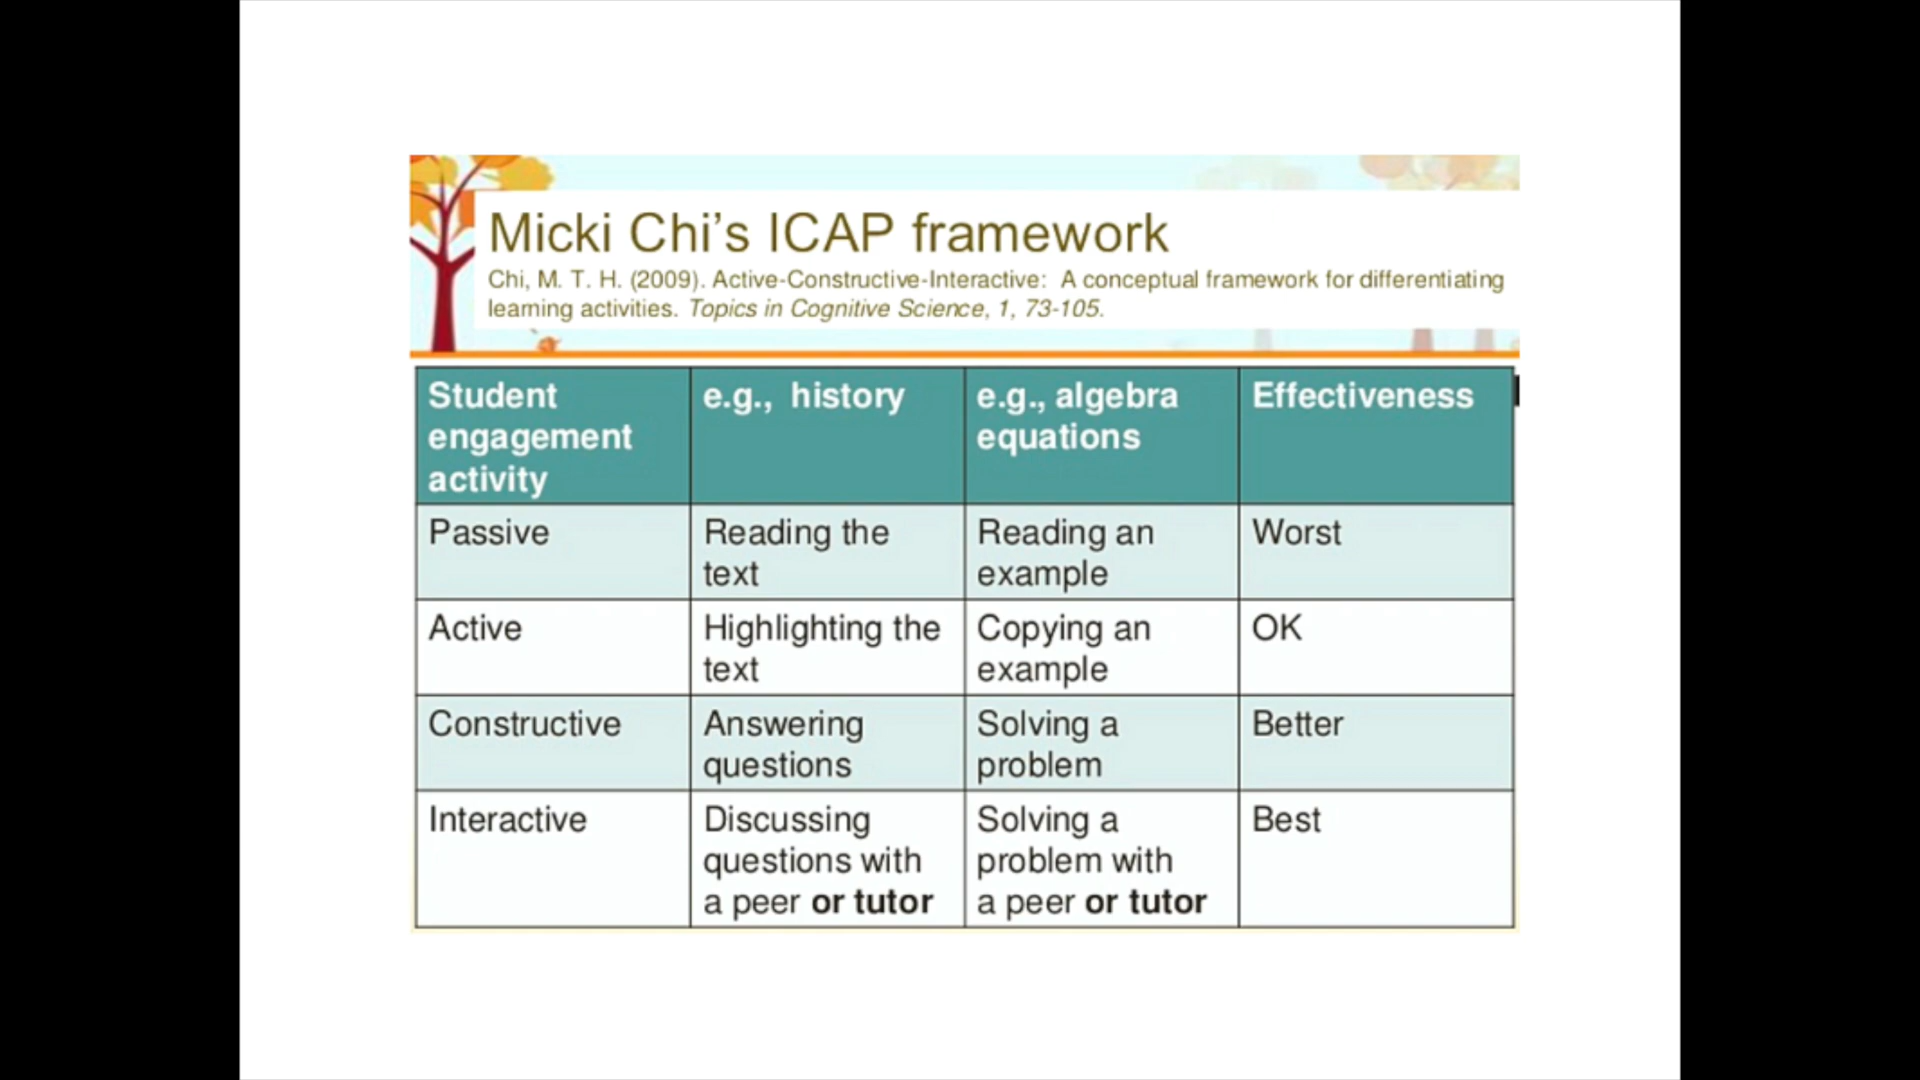 Micki Chi’s ICAP framework
Chi, M. T. H. (2009). Active-Constructive-Interactive: A conceptual framework for differentiating
learning activities. Topics in Cognitive Science, 1, 73-105.
Student
engagement
activity
e.g., history
e.g., algebra
equations
Effectiveness
Passive
Reading the
text
Reading an
example
Worst
Active
Highlighting the
text
Copying an
example
OK
Constructive
Answering
questions
Solving a
problem
Better
Interactive
Discussing
questions with
a peer or tutor
Solving a
problem with
a peer or tutor
Best